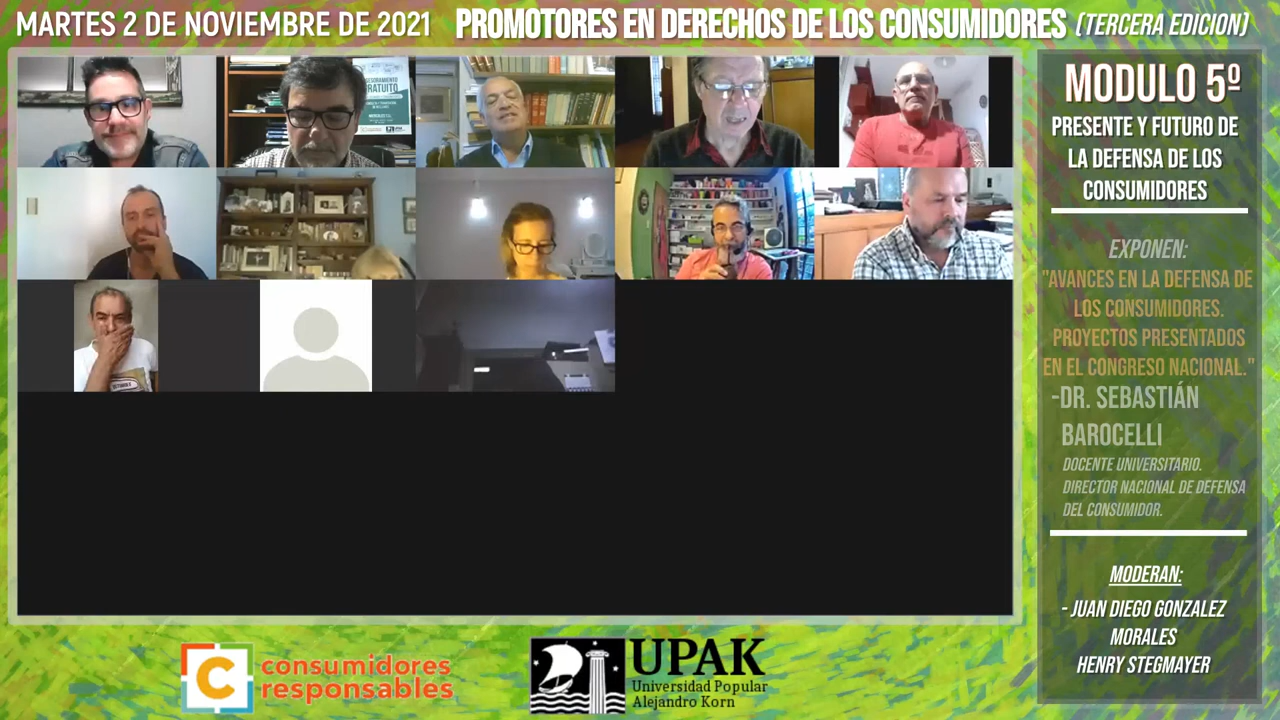 MARTES 2 DE NOVIEMBRE DE 2021 PROMOTORES EN DERECHOS DE LOS CONSUMIDORES (TERCERA EDICION)
MODULO 5º
PRESENTE Y FUTURO DE
LA DEFENSA DE LOS
CONSUMIDORES
EXPONEN:
"AVANCES EN LA DEFENSA DE
LOS CONSUMIDORES.
PROYECTOS PRESENTADOS
EN EL CONGRESO NACIONAL."
-DR. SEBASTIÁN
BAROCELLI
DOCENTE UNIVERSITARIO.
DIRECTOR NACIONAL DE DEFENSA
DEL CONSUMIDOR.
MODERAN:
- JUAN DIEGO GONZALEZ
MORALES
HENRY STEGMAYER
C consumidores
responsables
UPAK
Universidad Popular
Alejandro Korn